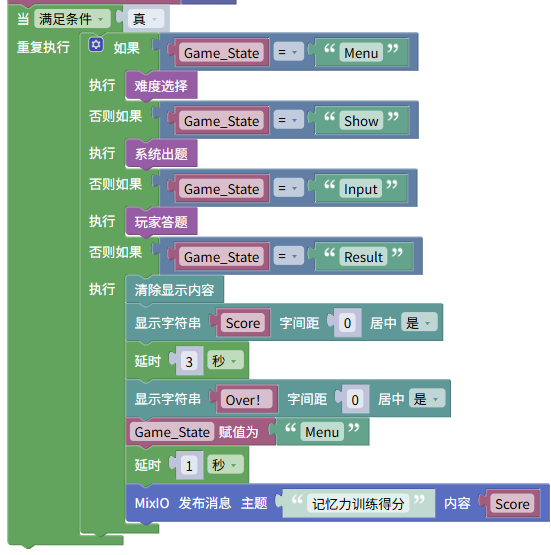 当 满足条件 真
重复执行 如果 Game_State = “ Menu ”
执行 难度选择
否则如果 Game_State = “ Show ”
执行 系统出题
否则如果 Game_State = “ Input ”
执行 玩家答题
否则如果 Game_State = “ Result ”
执行 清除显示内容
显示字符串 Score 字间距 0 居中 是
延时 3 秒
显示字符串 Over! 字间距 0 居中 是
Game_State 赋值为 “ Menu ”
延时 1 秒
MixIO 发布消息 主题 “ 记忆力训练得分 ” 内容 Score